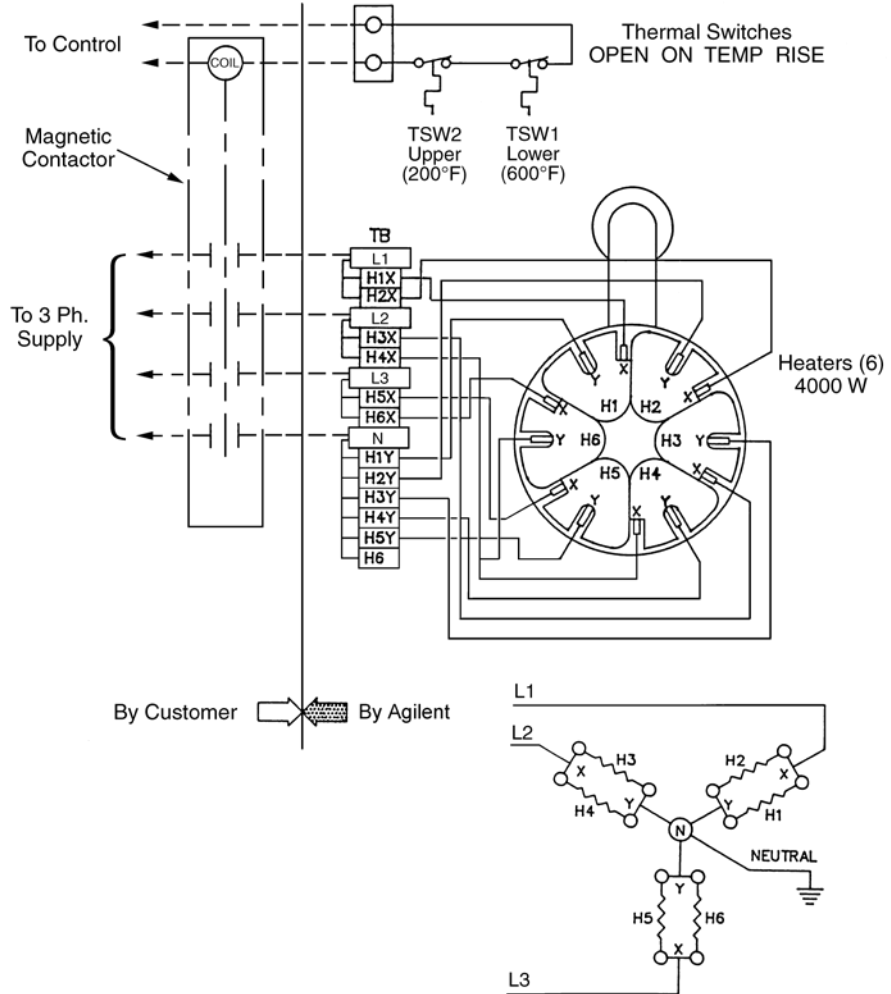 To Control
COIL
Thermal Switches
OPEN ON TEMP RISE
TSW2
Upper
(200°F)
TSW1
Lower
(600°F)
Magnetic
Contactor
To 3 Ph.
Supply
TB
L1
H1X
H2X
L2
H3X
H4X
L3
H5X
H6X
N
H1Y
H2Y
H3Y
H4Y
H5Y
H6
Heaters (6)
4000 W
Y
X
Y
X
H1
H2
X
Y
H6
H3
Y
H5
H4
X
X
Y
X
Y
By Customer
By Agilent
L1
L2
H3
X
H4
Y
H2
X
Y
H1
N
NEUTRAL
Y
H5
H6
X
L3